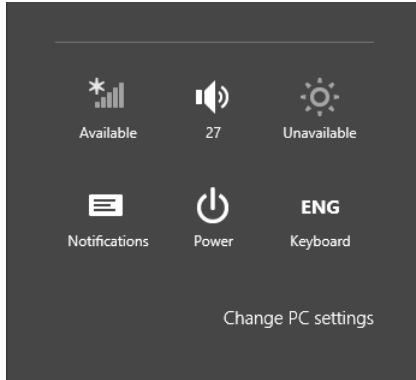 Available
27
Unavailable
Notifications
Power
ENG
Keyboard
Change PC settings